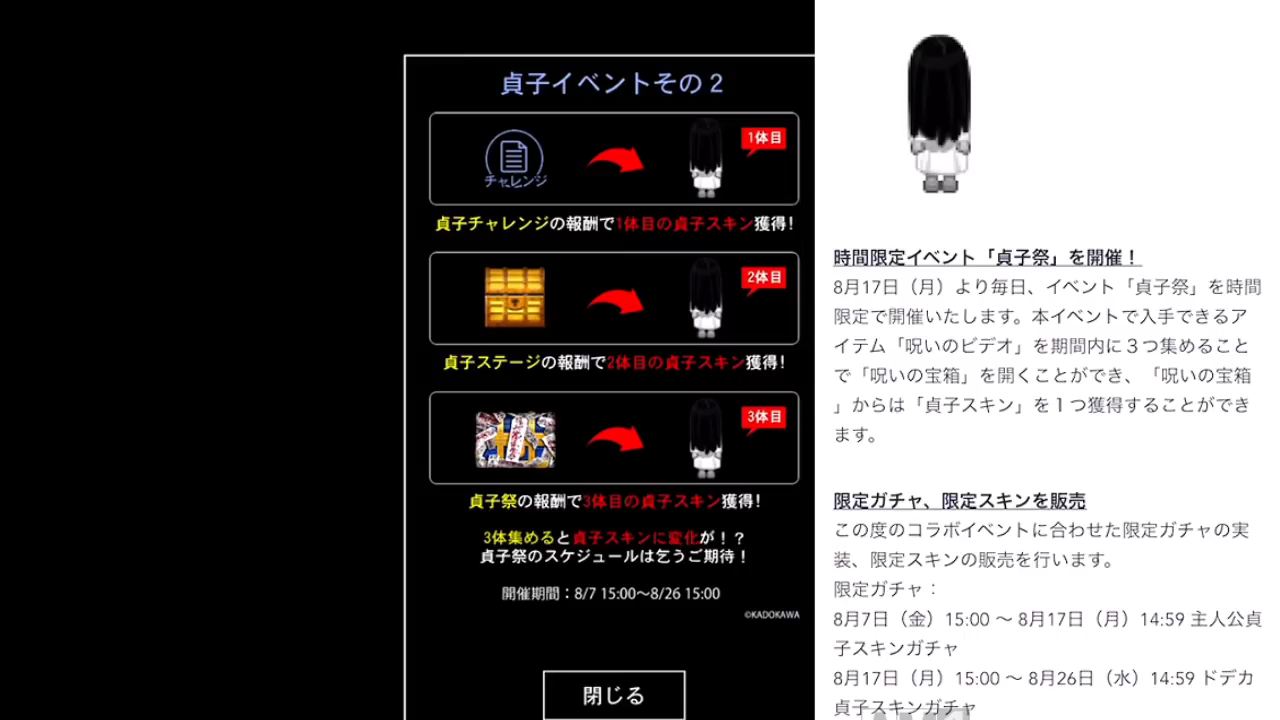 貞子イベントその２
チャレンジ
1体目
貞子チャレンジの報酬で1体目の貞子スキン獲得！
2体目
貞子ステージの報酬で2体目の貞子スキン獲得！
3体目
貞子祭の報酬で3体目の貞子スキン獲得！
3体集めると貞子スキンに変化が！？
貞子祭のスケジュールは乞うご期待！
開催期間：8/7 15:00～8/26 15:00
©KADOKAWA
閉じる
時間限定イベント「貞子祭」を開催！
8月17日（月）より毎日、イベント「貞子祭」を時間
限定で開催いたします。本イベントで入手できるア
イテム「呪いのビデオ」を期間内に３つ集めること
で「呪いの宝箱」を開くことができ、「呪いの宝箱
」からは「貞子スキン」を１つ獲得することができ
ます。
限定ガチャ、限定スキンを販売
この度のコラボイベントに合わせた限定ガチャの実
装、限定スキンの販売を行います。
限定ガチャ：
8月7日（金）15:00 ～ 8月17日（月）14:59 主人公貞
子スキンガチャ
8月17日（月）15:00 ～ 8月26日（水）14:59 ドデカ
貞子スキンガチャ